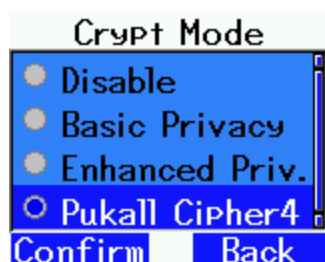 Crypt Mode
Disable
Basic Privacy
Enhanced Priv.
Pukall Cipher4
Confirm Back